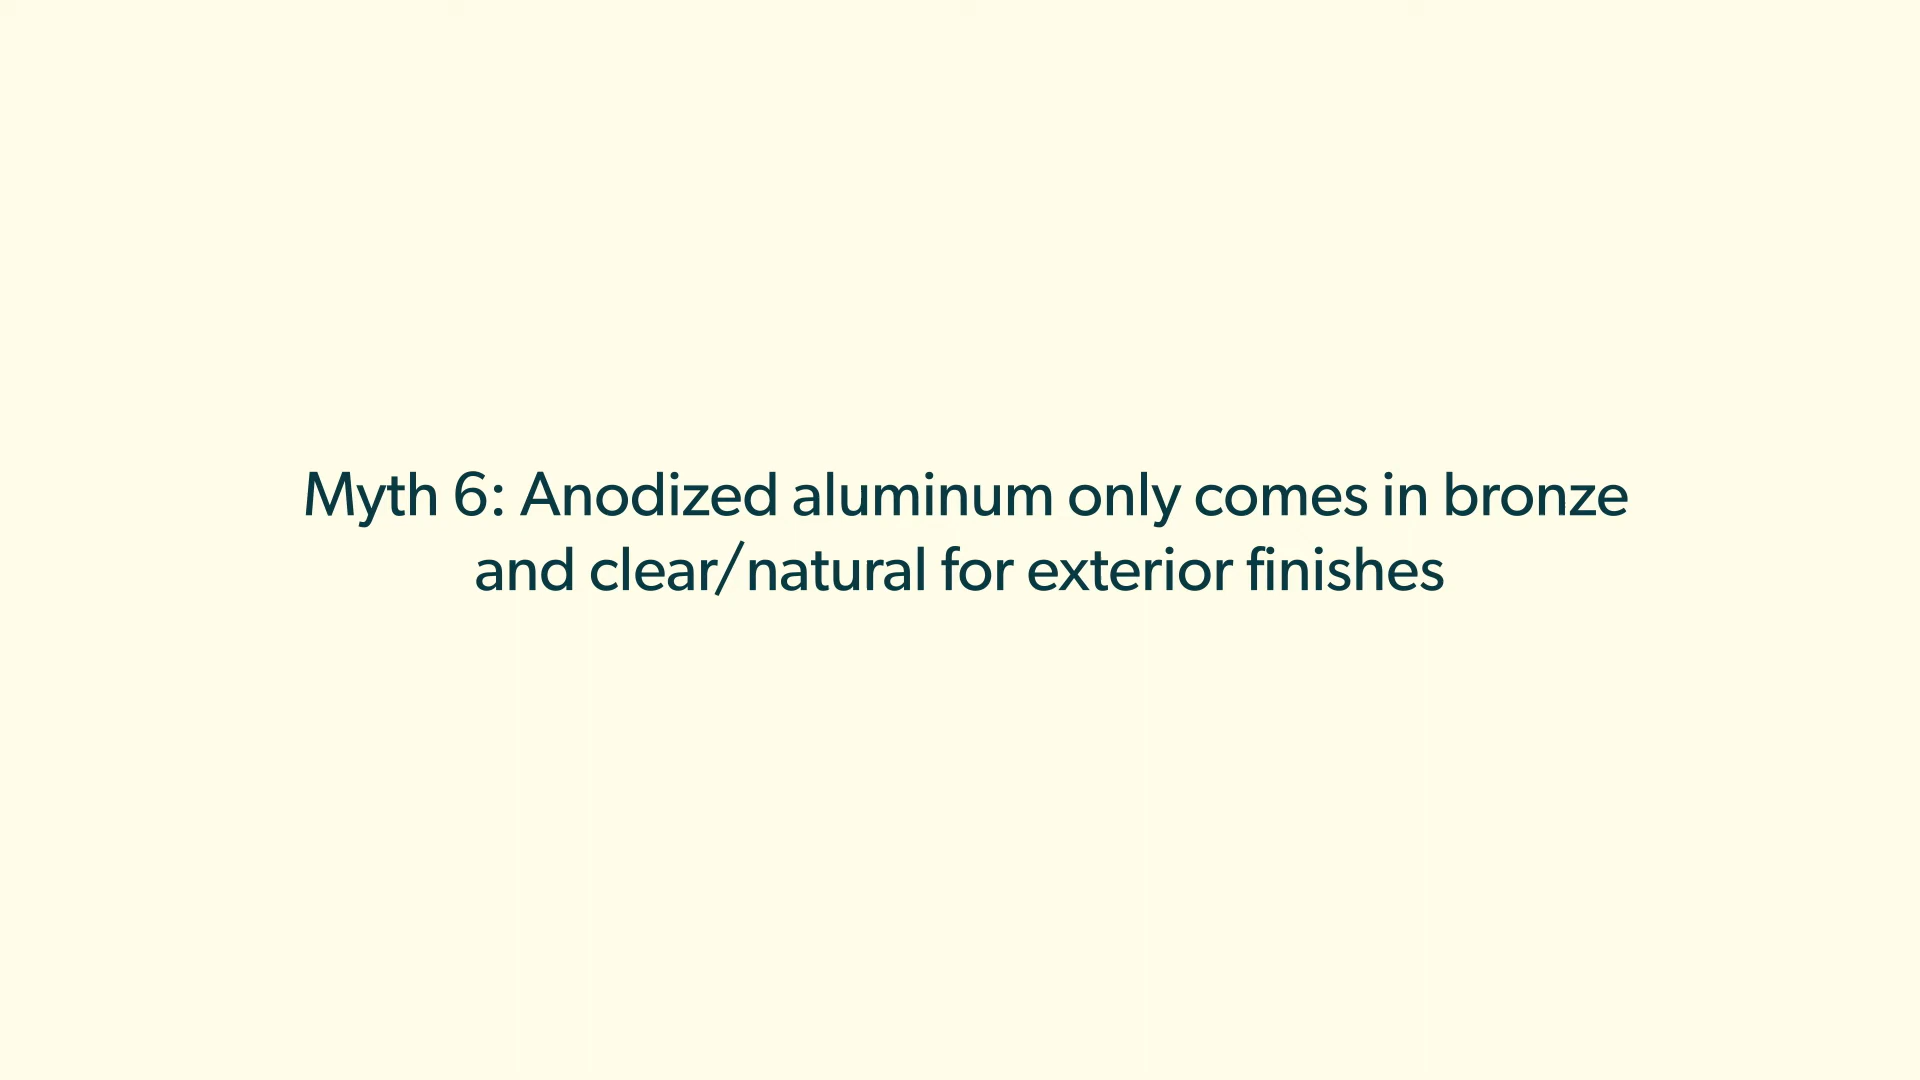 Myth 6: Anodized aluminum only comes in bronze
and clear/natural for exterior finishes